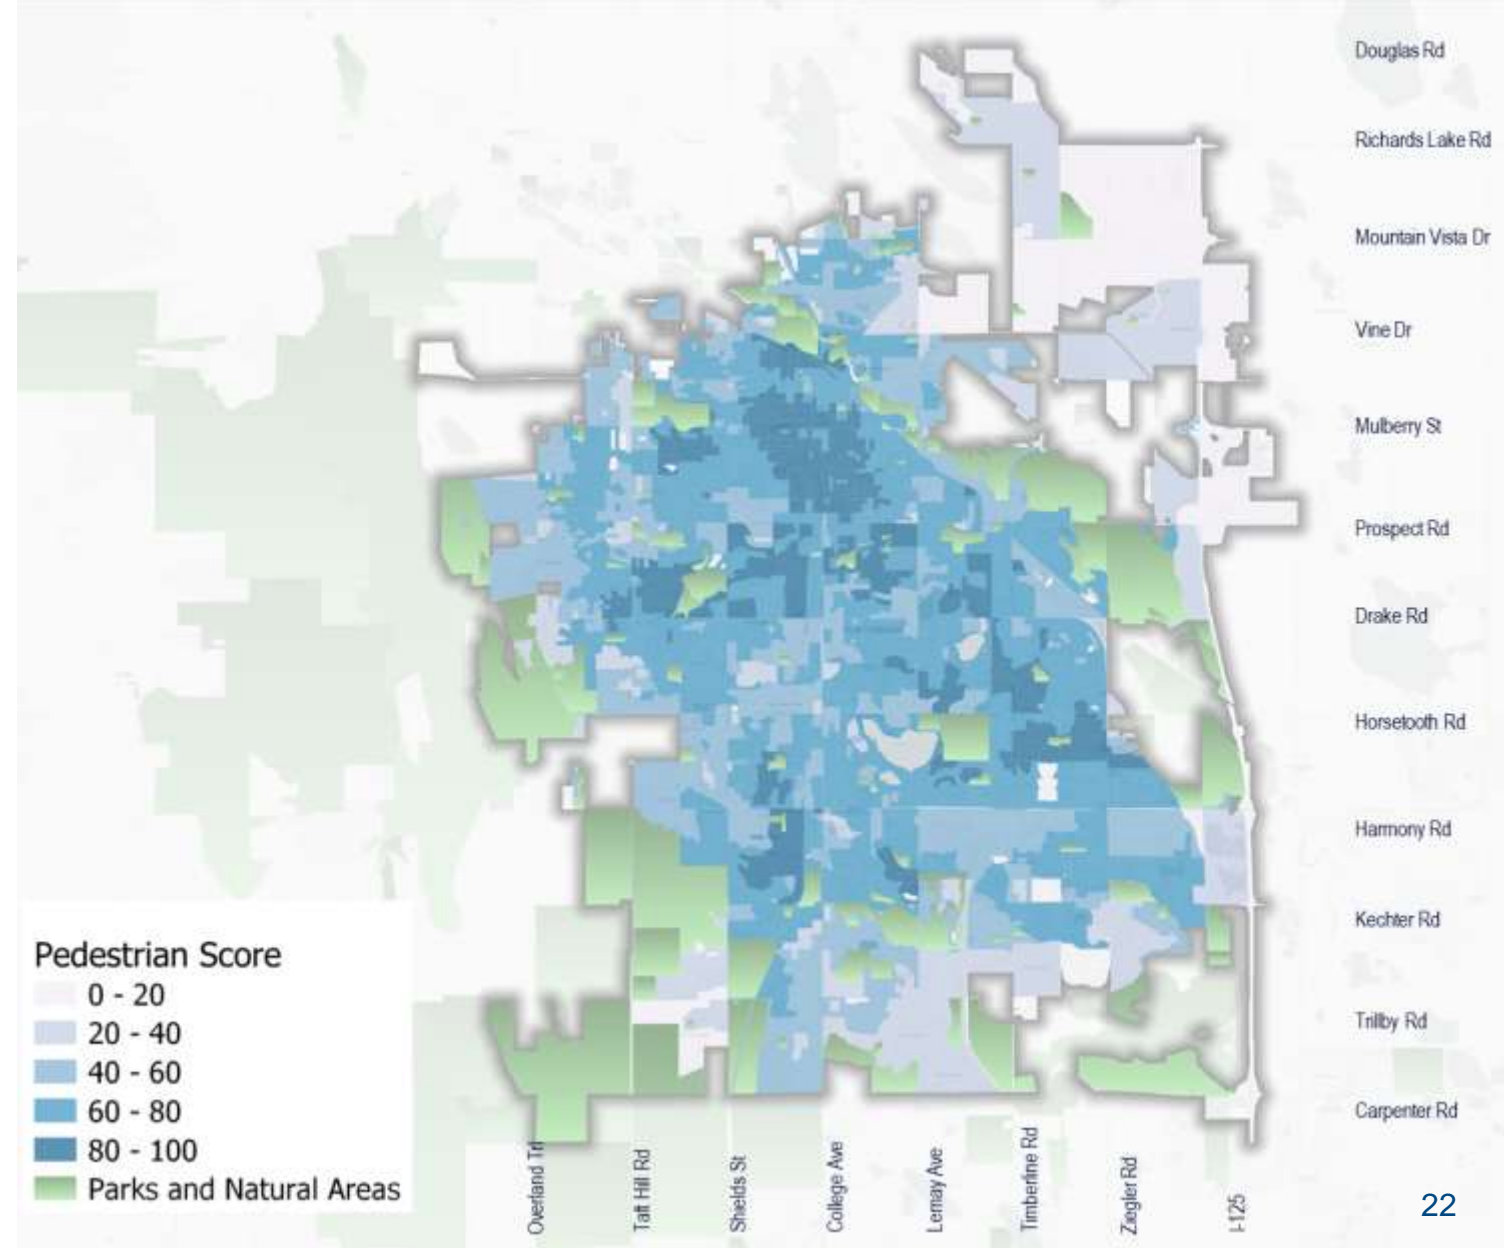 Douglas Rd
Richards Lake Rd
Mountain Vista Dr
Vine Dr
Mulberry St
Prospect Rd
Drake Rd
Horsetooth Rd
Harmony Rd
Kechter Rd
Trillby Rd
Carpenter Rd
Pedestrian Score
0 - 20
20 - 40
40 - 60
60 - 80
80 - 100
Parks and Natural Areas
Overland Trl
Taft Hill Rd
Shields St
College Ave
Lemay Ave
Timberline Rd
Ziegler Rd
I-125
22